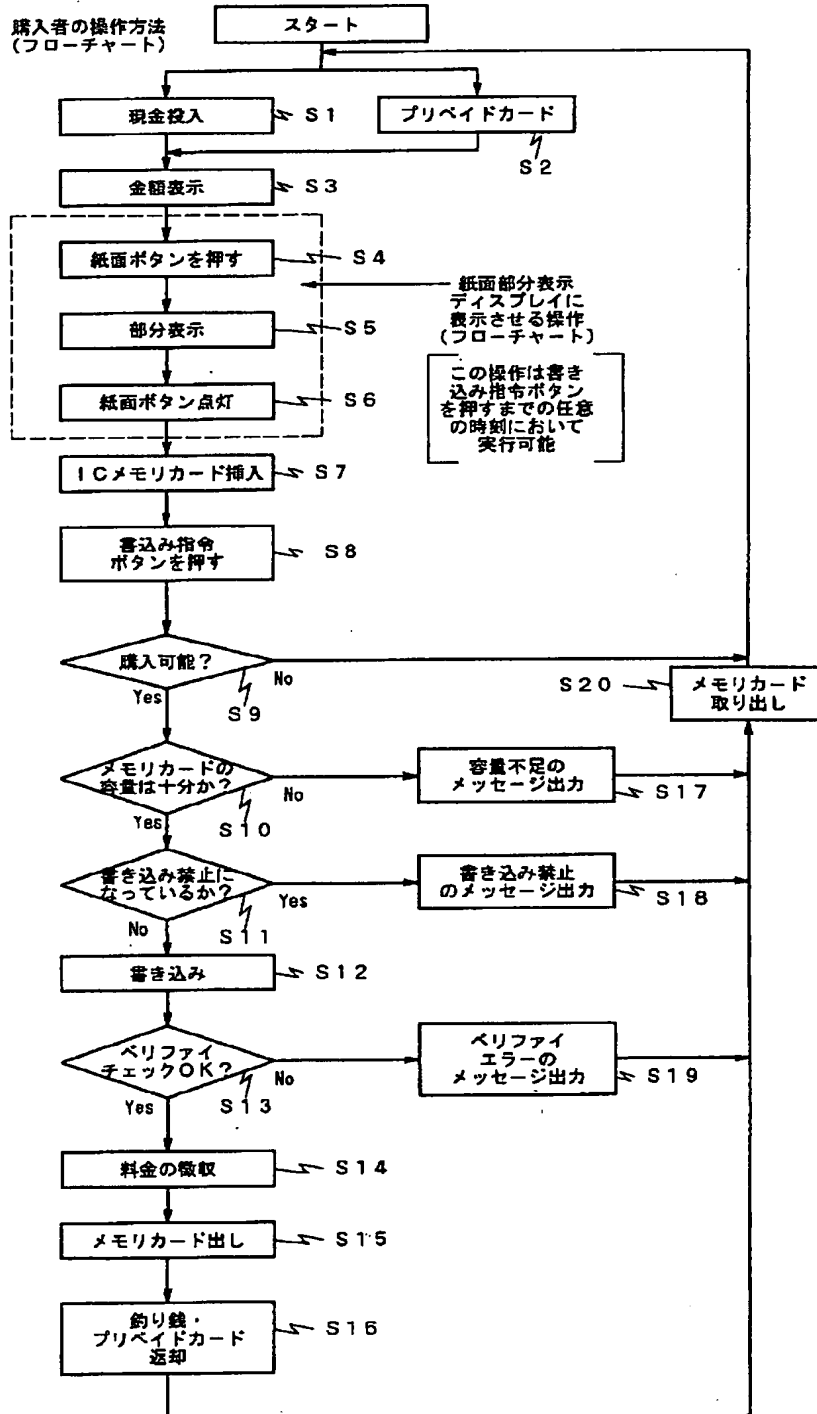 購入者の操作方法
(フローチャート)
スタート
現金投入
S1
プリペイドカード
S2
金額表示
S3
紙面ボタンを押す
S4
部分表示
S5
紙面ボタン点灯
S6
紙面部分表示
ディスプレイに
表示させる操作
(フローチャート)
この操作は書き
込み指令ボタン
を押すまでの任意
の時刻において
実行可能
ICメモリカード挿入
S7
書込み指令
ボタンを押す
S8
購入可能?
S9
Yes
No
S20
メモリカード
取り出し
メモリカードの
容量は十分か?
S10
Yes
No
容量不足の
メッセージ出力
S17
書き込み禁止に
なっているか?
S11
Yes
No
書き込み禁止
のメッセージ出力
S18
書き込み
S12
ベリファイ
チェックOK?
S13
Yes
No
ベリファイ
エラーの
メッセージ出力
S19
料金の徴収
S14
メモリカード出し
S15
釣り銭・
プリペイドカード
返却
S16